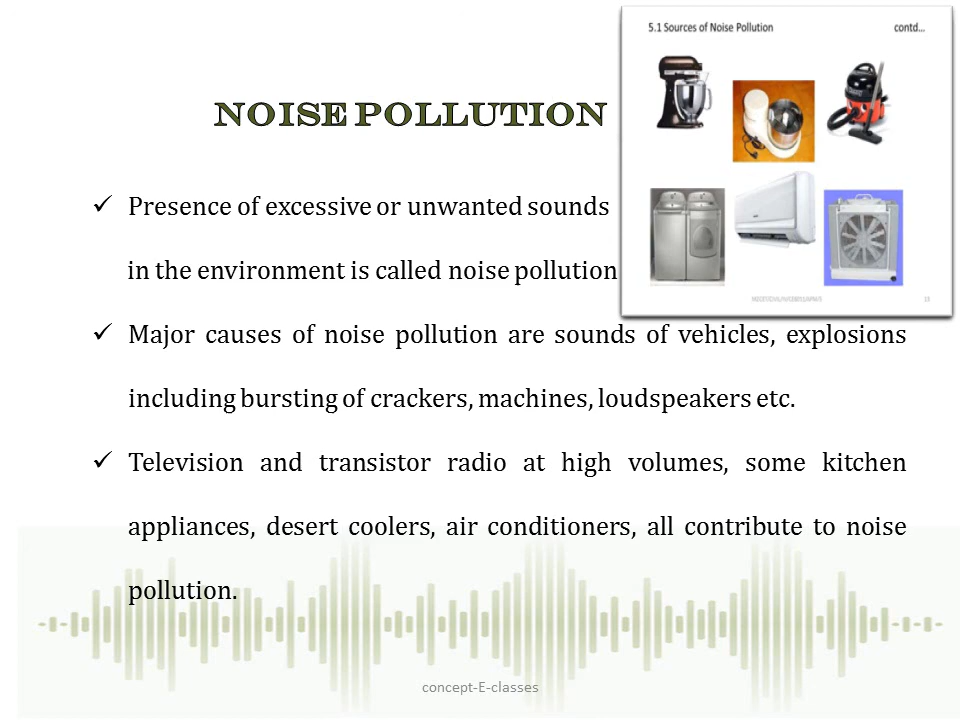 5.1 Sources of Noise Pollution contd...
NOISE POLLUTION
✓ Presence of excessive or unwanted sounds
in the environment is called noise pollution
✓ Major causes of noise pollution are sounds of vehicles, explosions
including bursting of crackers, machines, loudspeakers etc.
✓ Television and transistor radio at high volumes, some kitchen
appliances, desert coolers, air conditioners, all contribute to noise
pollution.
13
concept-E-classes